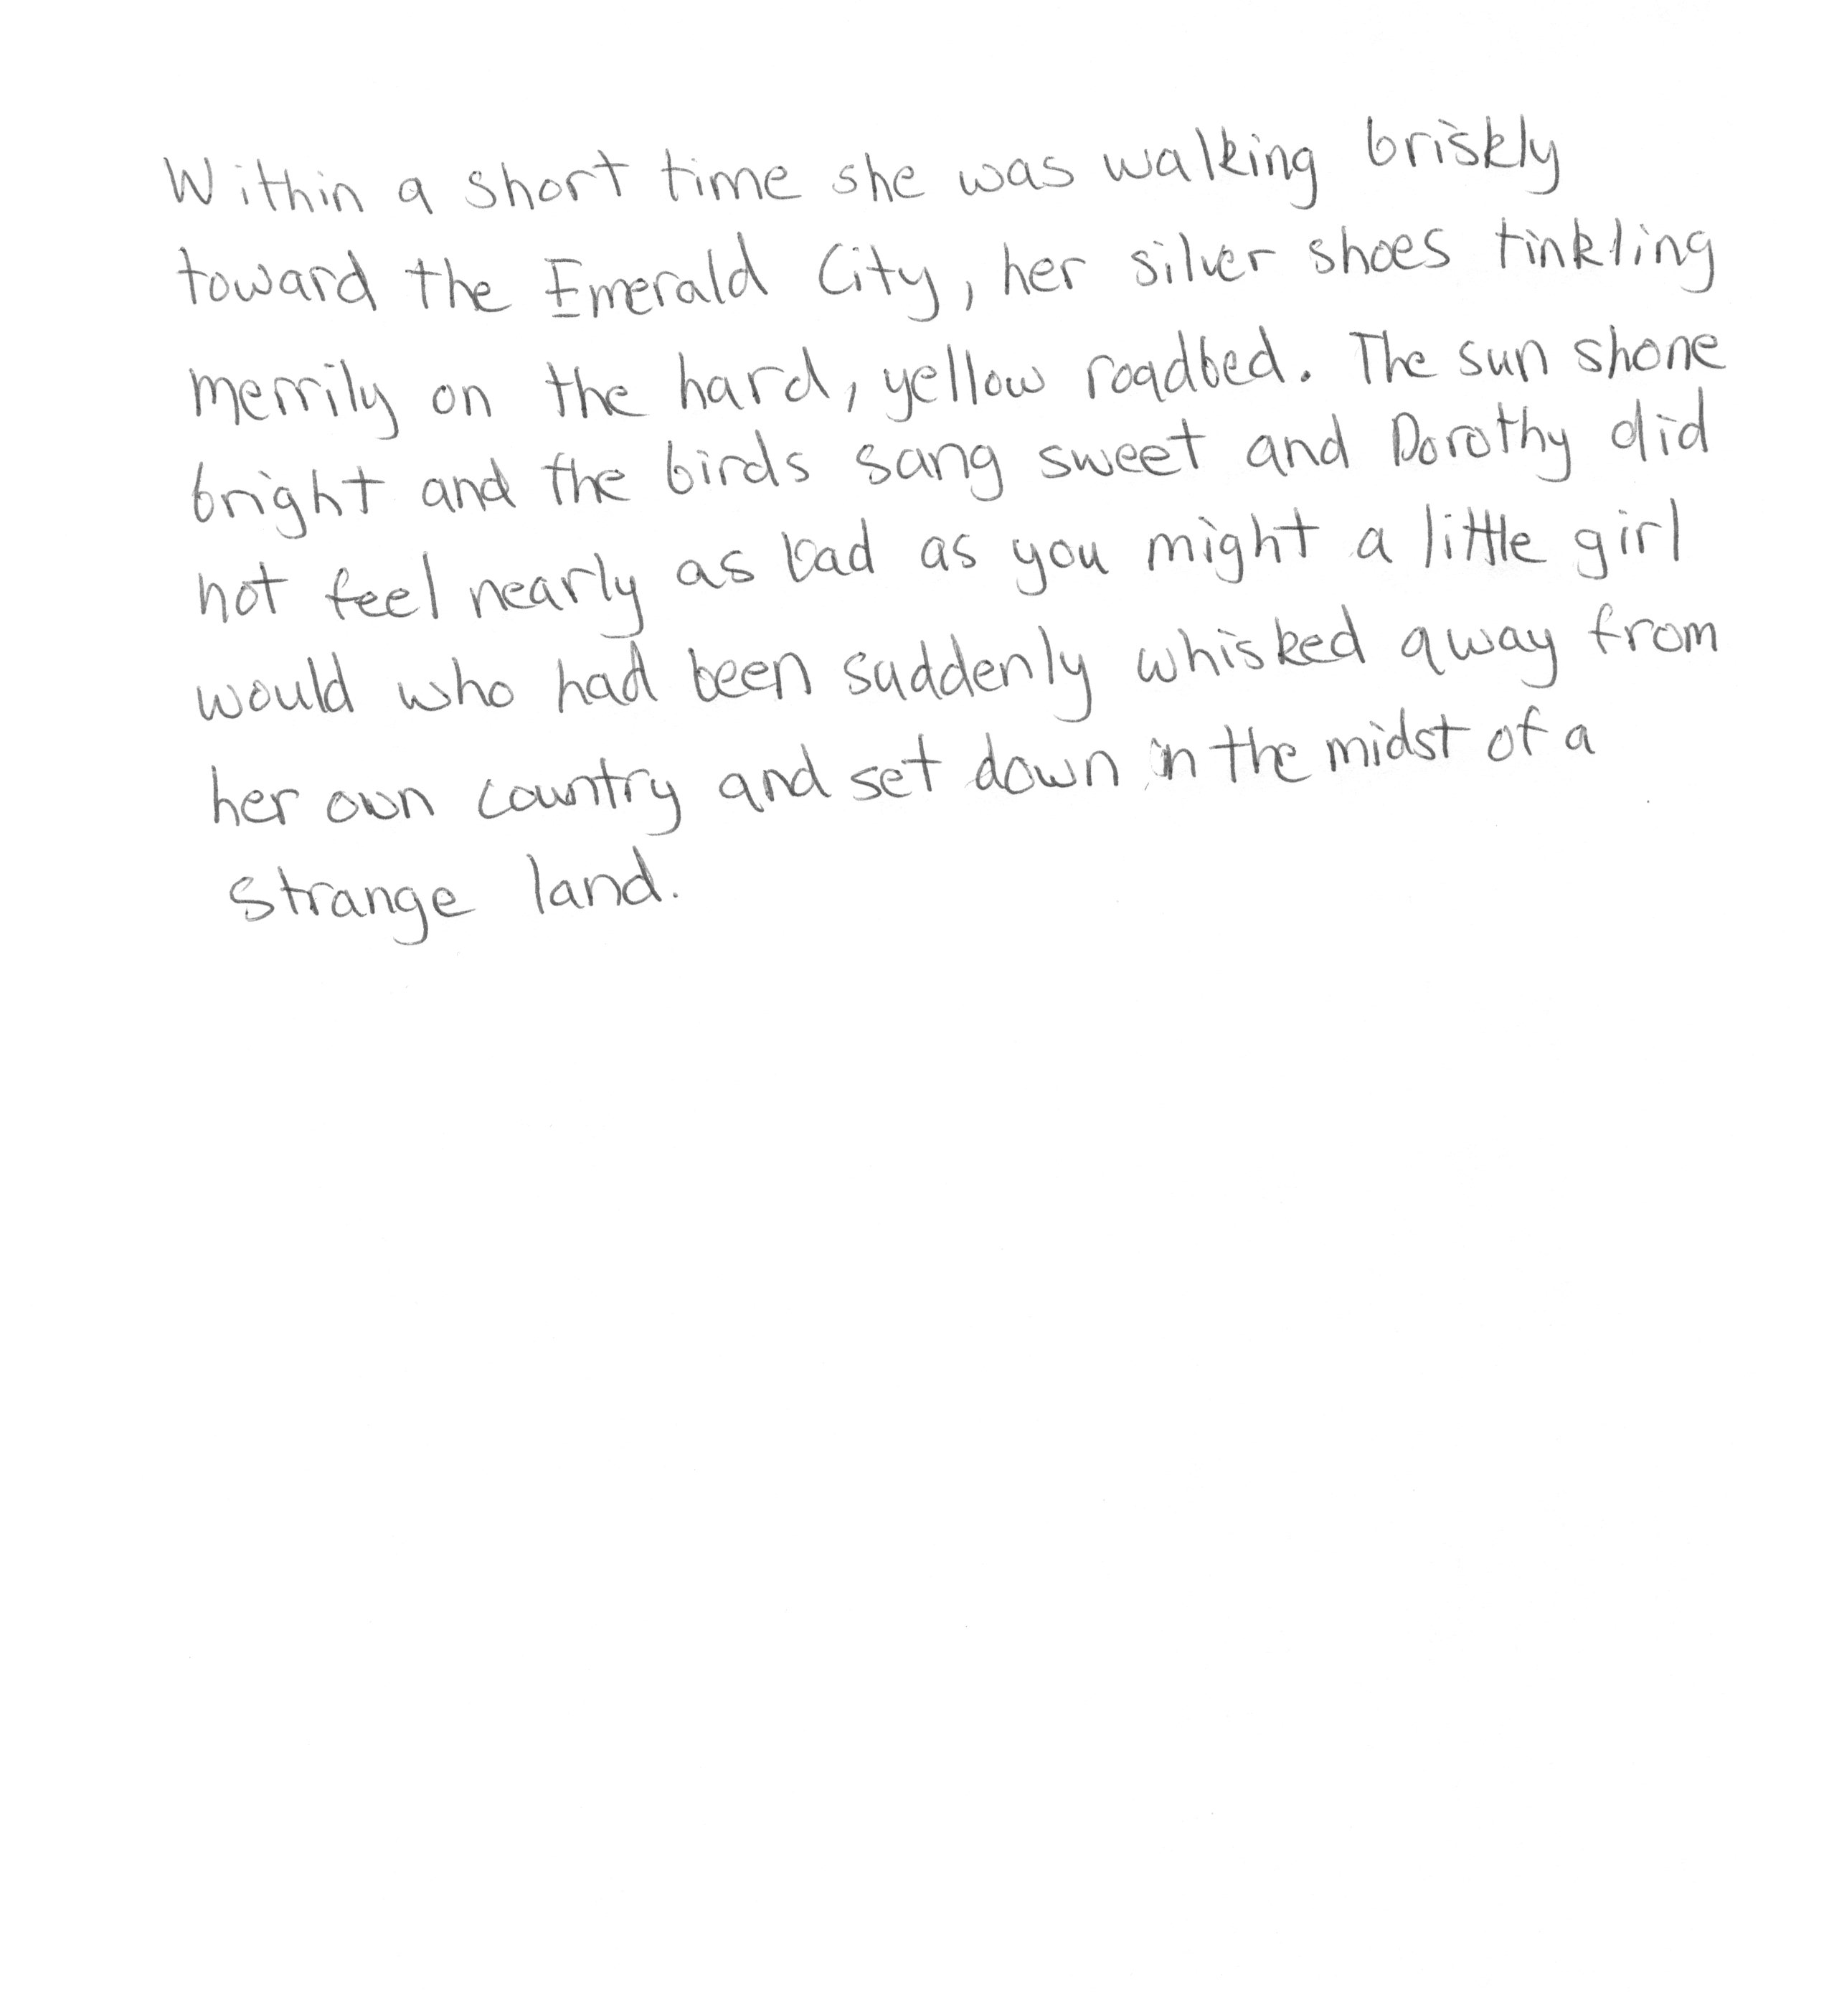 Within a short time she was walking briskly
toward the Emerald City, her silver shoes tinkling
merrily on the hard, yellow roadbed. The sun shone
bright and the birds sang sweet and Dorothy did
not feel nearly as bad as you might a little girl
would who had been suddenly whisked away from
her own country and set down in the midst of a
strange land.